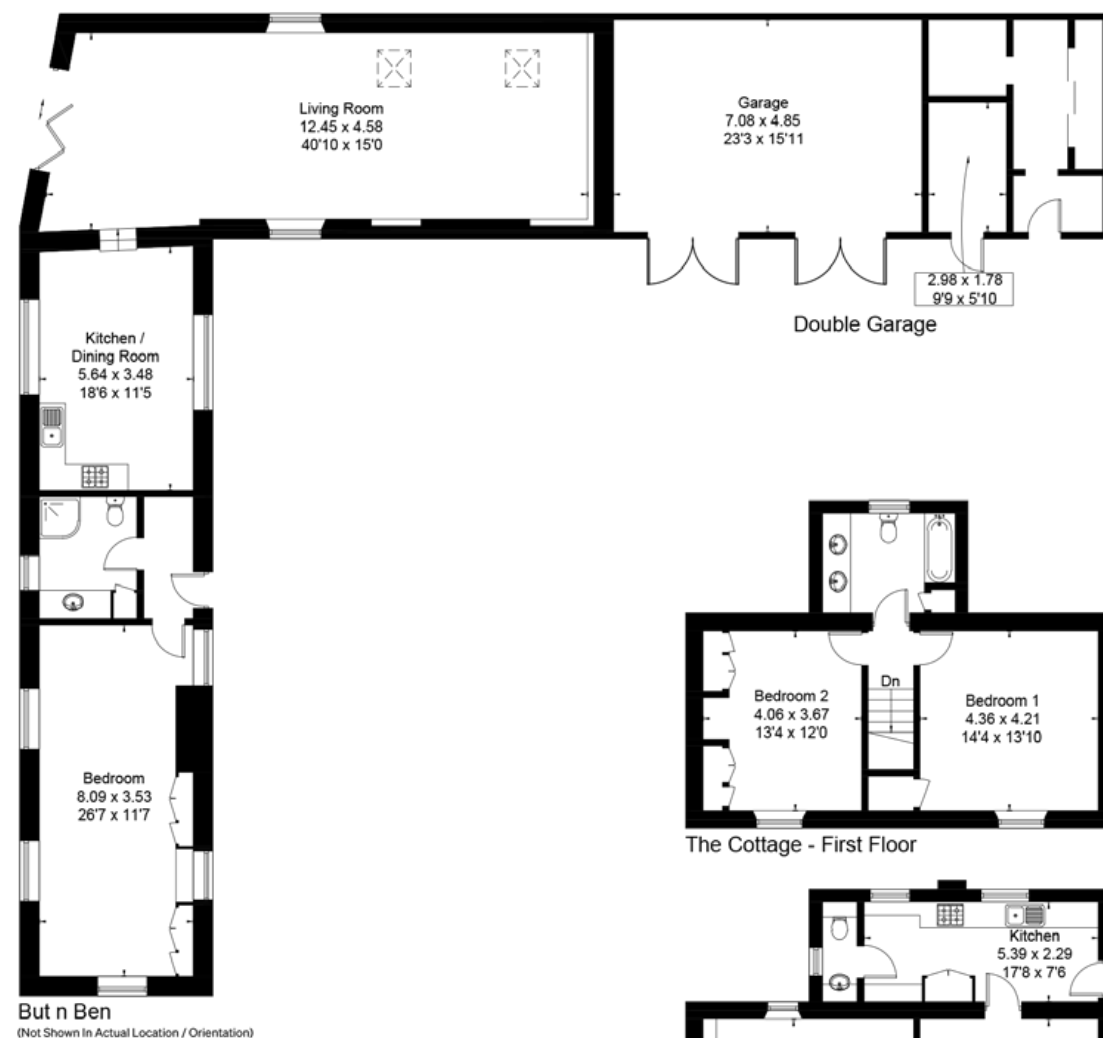 Living Room
12.45 x 4.58
40'10 x 15'0
Garage
7.08 x 4.85
23'3 x 15'11
2.98 x 1.78
9'9 x 5'10
Double Garage
Kitchen /
Dining Room
5.64 x 3.48
18'6 x 11'5
Bedroom
8.09 x 3.53
26'7 x 11'7
But n Ben
(Not Shown In Actual Location / Orientation)
Bedroom 2
4.06 x 3.67
13'4 x 12'0
Dn
Bedroom 1
4.36 x 4.21
14'4 x 13'10
The Cottage - First Floor
Kitchen
5.39 x 2.29
17'8 x 7'6